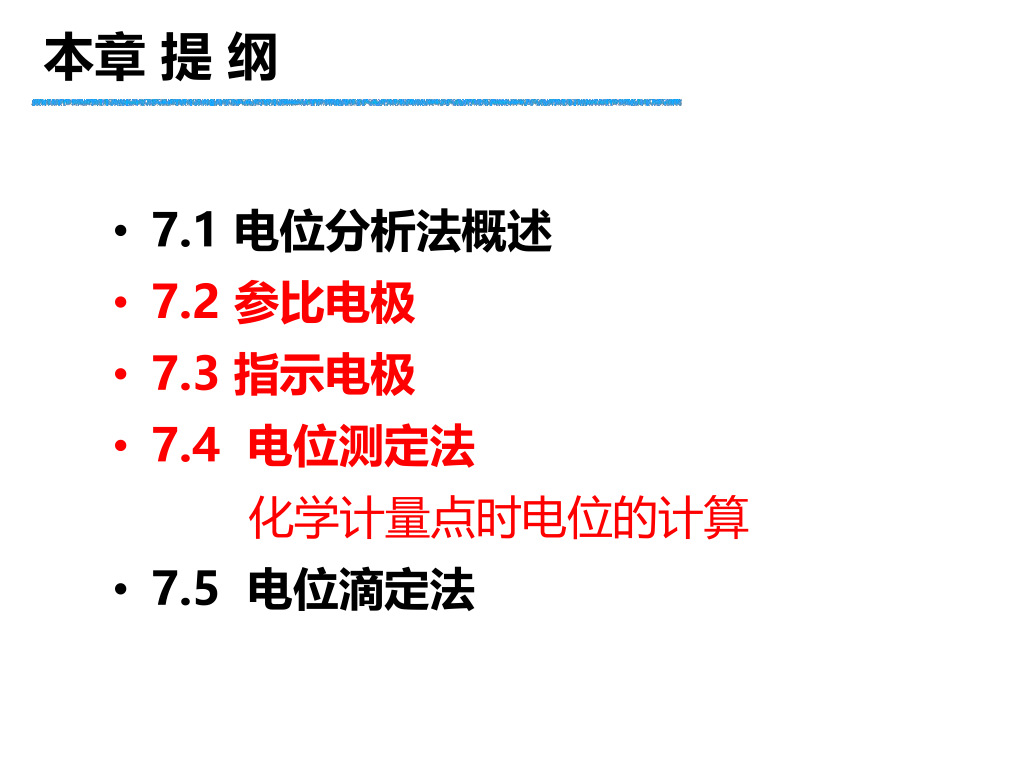 本章 提 纲
• 7.1 电位分析法概述
• 7.2 参比电极
• 7.3 指示电极
• 7.4 电位测定法
化学计量点时电位的计算
• 7.5 电位滴定法